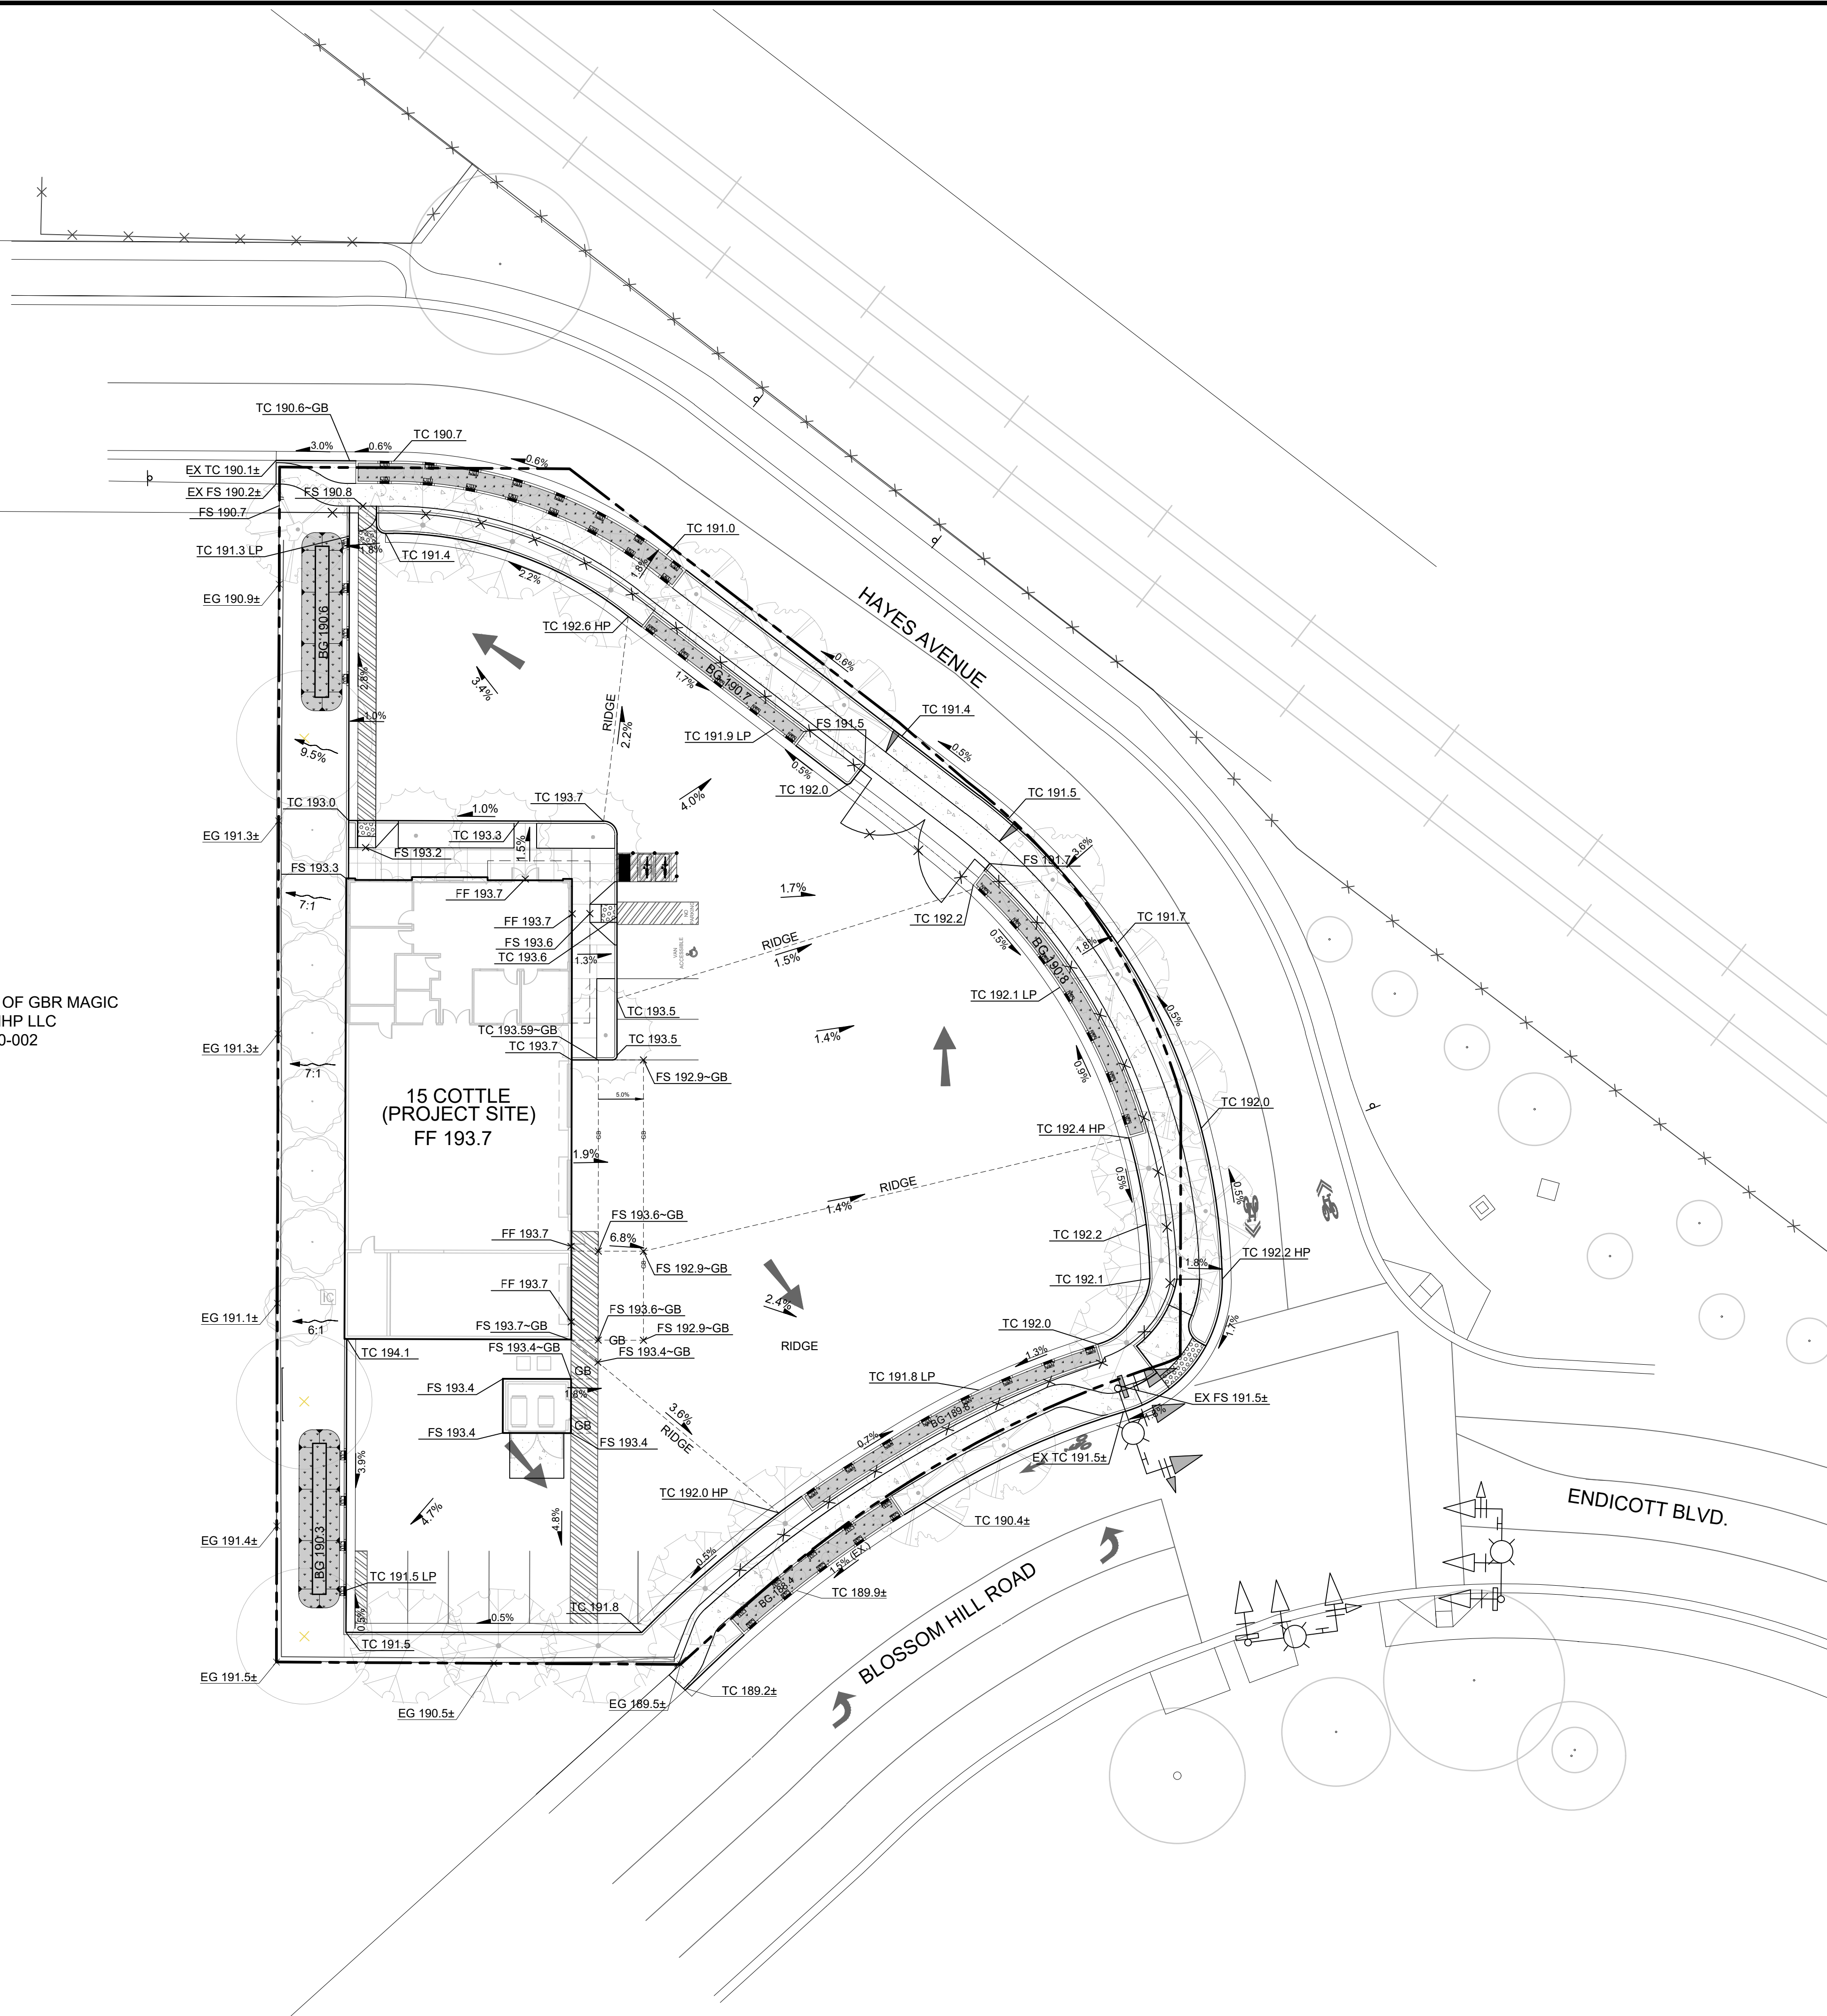 TC 190.6~GB
TC 190.7
3.0%
0.6%
0.6%
EX TC 190.1±
EX FS 190.2±
FS 190.8
FS 190.7
TC 191.0
TC 191.3 LP
1.8%
TC 191.4
1.8%
2.2%
EG 190.9±
BG 190.6
TC 192.6 HP
HAYES AVENUE
0.6%
3.4%
2.8%
1.7%
BG 190.7
RIDGE
2.2%
1.0%
TC 191.4
FS 191.5
TC 191.9 LP
0.5%
9.5%
0.5%
TC 192.0
4.0%
TC 191.5
TC 193.0
1.0%
TC 193.7
EG 191.3±
TC 193.3
1.5%
FS 193.2
3.6%
FS 191.7
FS 193.3
FF 193.7
1.7%
7:1
FF 193.7
NO PARKING
TC 192.2
TC 191.7
FS 193.6
RIDGE
0.5%
1.8%
TC 193.6
1.3%
VAN ACCESSIBLE
1.5%
BG 190.8
TC 192.1 LP
OF GBR MAGIC
HP LLC
0-002
TC 193.5
0.5%
TC 193.59~GB
TC 193.5
1.4%
EG 191.3±
TC 193.7
7:1
FS 192.9~GB
0.9%
15 COTTLE
(PROJECT SITE)
FF 193.7
5.0%
TC 192.0
GB
GB
TC 192.4 HP
1.9%
0.5%
RIDGE
1.4%
0.5%
FS 193.6~GB
FF 193.7
6.8%
TC 192.2
TC 192.2 HP
FS 192.9~GB
GB
1.8%
FF 193.7
TC 192.1
IC
2.4%
EG 191.1±
6:1
FS 193.6~GB
FS 193.7~GB
GB
FS 192.9~GB
TC 192.0
1.7%
TC 194.1
FS 193.4~GB
FS 193.4~GB
RIDGE
1.3%
GB
FS 193.4
1.8%
TC 191.8 LP
EX FS 191.5±
3.6%
RIDGE
BG 189.8
GB
FS 193.4
FS 193.4
0.7%
EX TC 191.5±
3.9%
TC 192.0 HP
4.7%
4.8%
TC 190.4±
ENDICOTT BLVD.
EG 191.4±
BG 190.3
0.5%
1.5% (EX.)
TC 191.5 LP
BG 188.4
TC 189.9±
0.5%
0.5%
TC 191.8
TC 191.5
BLOSSOM HILL ROAD
EG 191.5±
TC 189.2±
EG 189.5±
EG 190.5±